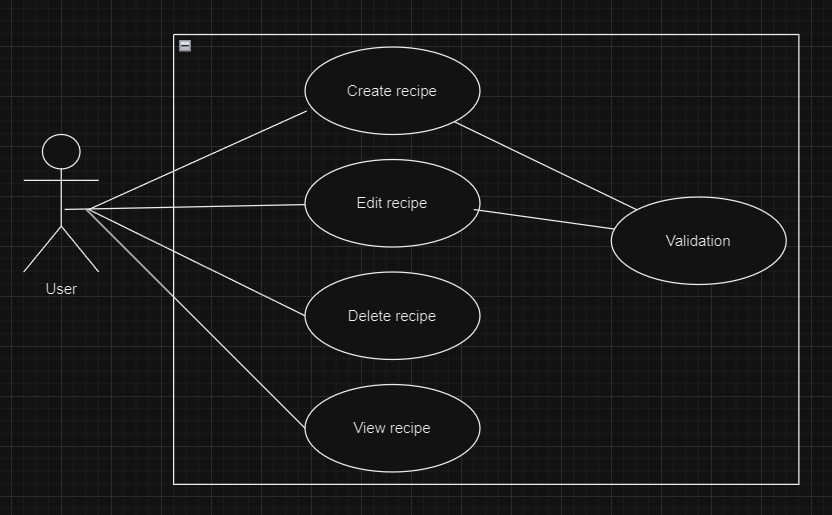 Create recipe
Edit recipe
Validation
User
Delete recipe
View recipe